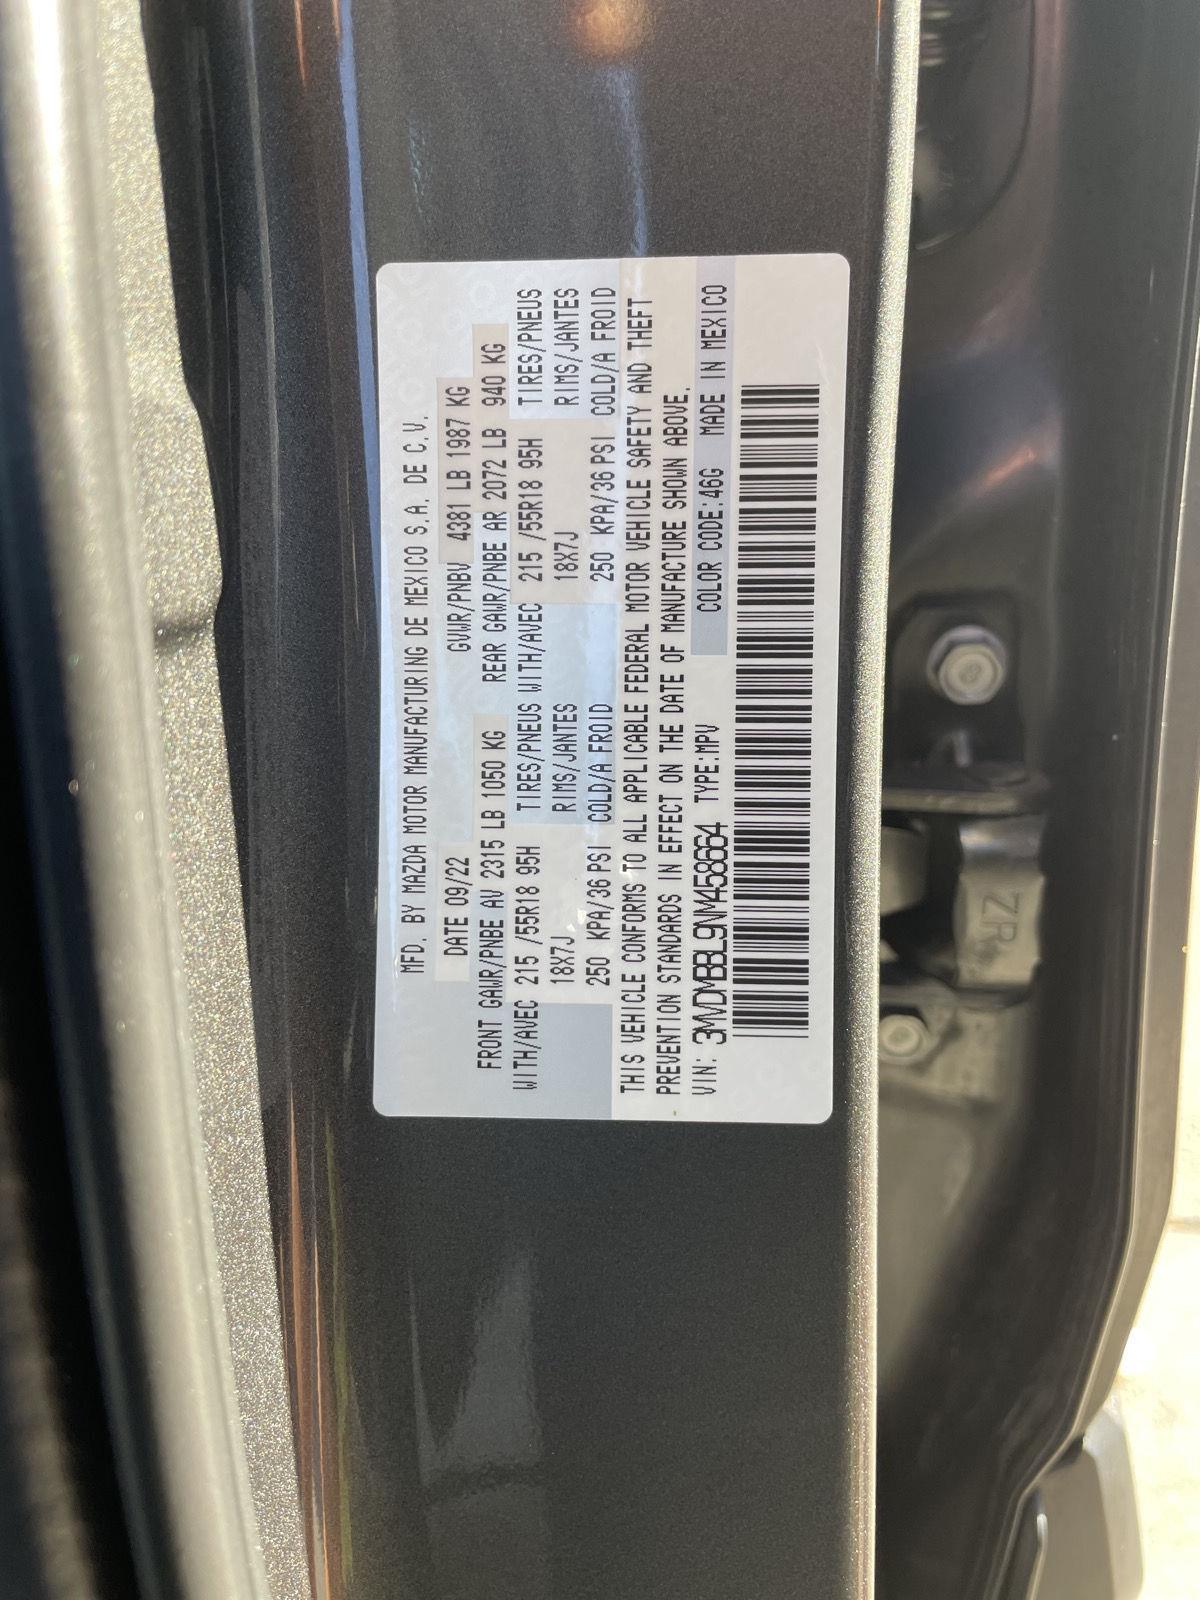 MFD. BY MAZDA MOTOR MANUFACTURING DE MEXICO S.A. DE C.V.
DATE 09/22 GVWR/PNBV 4381 LB 1987 KG
FRONT GAWR/PNBE AV 2315 LB 1050 KG REAR GAWR/PNBE AR 2072 LB 940 KG
WITH/AVEC 215 /55R18 95H TIRES/PNEUS WITH/AVEC 215 /55R18 95H TIRES/PNEUS
18X7J RIMS/JANTES 18X7J RIMS/JANTES
250 KPA/36 PSI COLD/A FROID 250 KPA/36 PSI COLD/A FROID
THIS VEHICLE CONFORMS TO ALL APPLICABLE FEDERAL MOTOR VEHICLE SAFETY AND THEFT
PREVENTION STANDARDS IN EFFECT ON THE DATE OF MANUFACTURE SHOWN ABOVE.
VIN: 3MVDMBBL9NM458664 TYPE:MPV COLOR CODE:46G MADE IN MEXICO
ZR